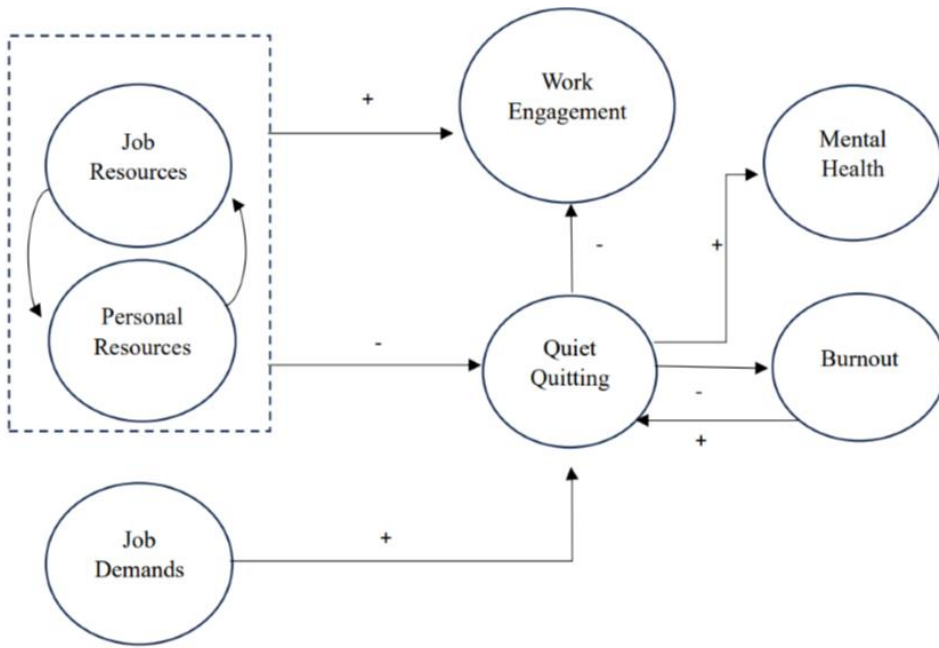 Job
Resources
Personal
Resources
Job
Demands
+
-
+
Work
Engagement
-
Quiet
Quitting
+
-
+
Mental
Health
Burnout